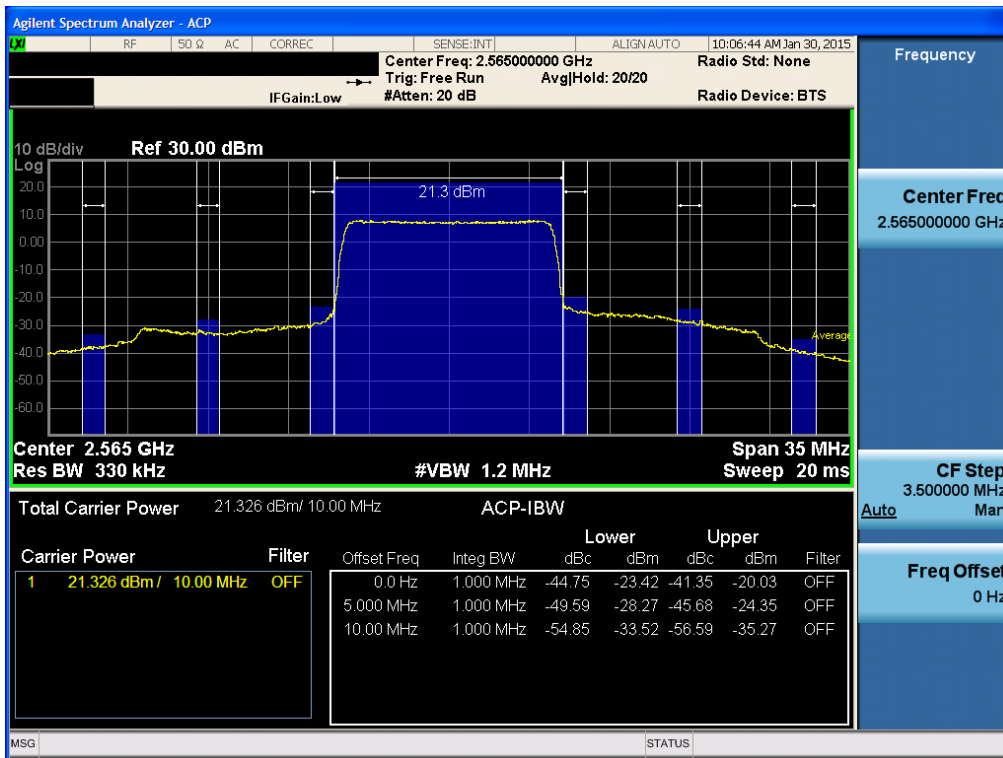 Agilent Spectrum Analyzer - ACP
LXI RF 50 Ω AC CORREC SENSE:INT ALIGN AUTO 10:06:44 AM Jan 30, 2015
Center Freq: 2.565000000 GHz Radio Std: None
Trig: Free Run Avg|Hold: 20/20
IFGain:Low #Atten: 20 dB Radio Device: BTS
10 dB/div Ref 30.00 dBm
Log
20.0
10.0
0.00
-10.0
-20.0
-30.0
-40.0
-50.0
-60.0
21.3 dBm
Average
Center 2.565 GHz Span 35 MHz
Res BW 330 kHz #VBW 1.2 MHz Sweep 20 ms
Total Carrier Power 21.326 dBm/ 10.00 MHz ACP-IBW
Lower Upper
Carrier Power Filter Offset Freq Integ BW dBc dBm dBc dBm Filter
1 21.326 dBm / 10.00 MHz OFF 0.0 Hz 1.000 MHz -44.75 -23.42 -41.35 -20.03 OFF
5.000 MHz 1.000 MHz -49.59 -28.27 -45.68 -24.35 OFF
10.00 MHz 1.000 MHz -54.85 -33.52 -56.59 -35.27 OFF
MSG STATUS
Frequency
Center Freq
2.565000000 GHz
CF Step
3.500000 MHz
Auto Man
Freq Offset
0 Hz